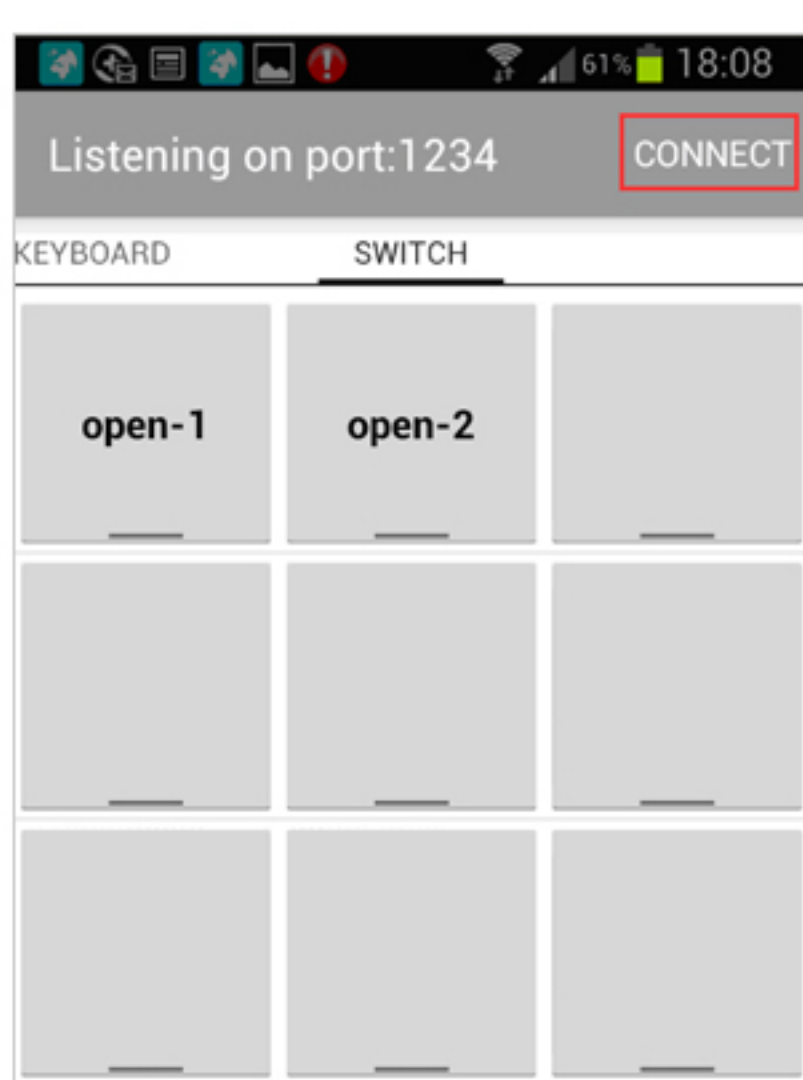 61% 18:08
Listening on port:1234 CONNECT
KEYBOARD SWITCH
open-1 open-2